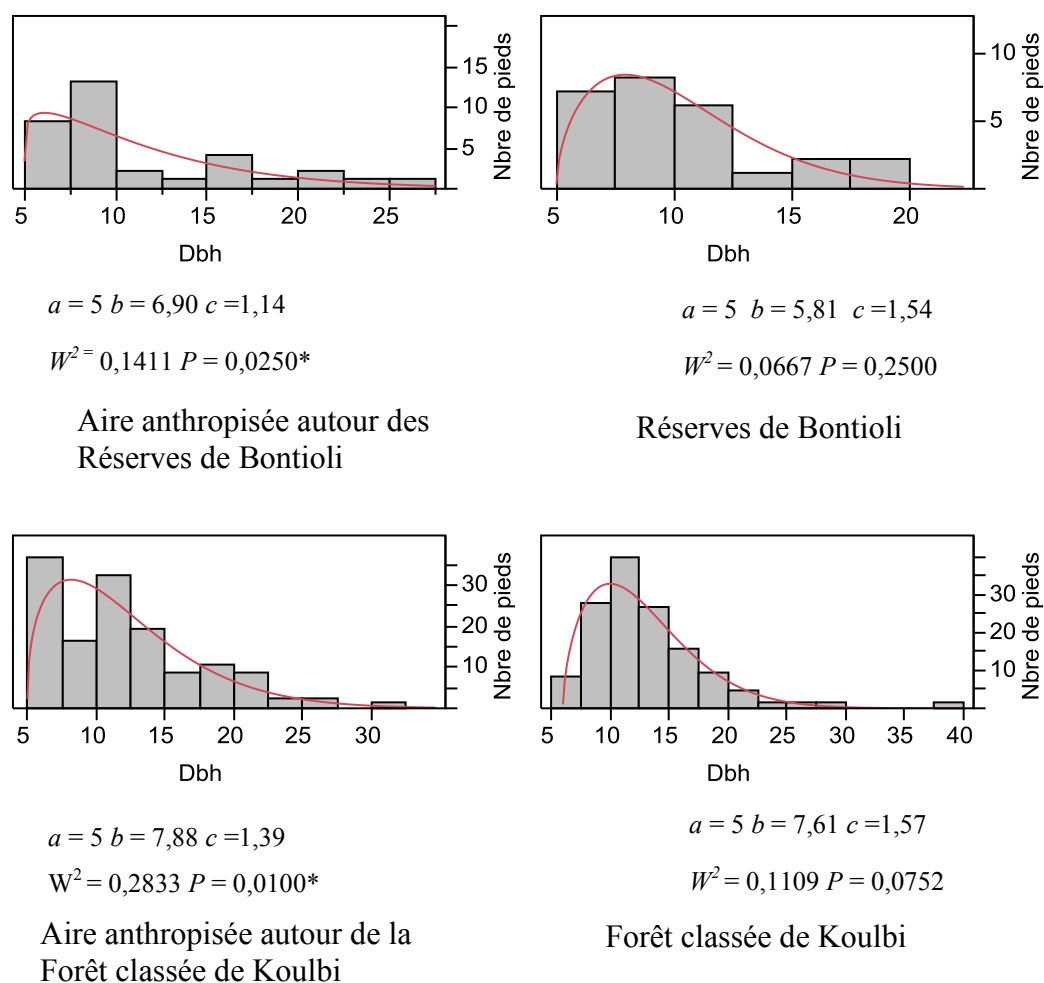 15
10
5
Nbre de pieds
5 10 15 20 25
Dbh
a = 5 b = 6,90 c =1,14
W² = 0,1411 P = 0,0250*
Aire anthropisée autour des
Réserves de Bontioli
10
5
Nbre de pieds
5 10 15 20
Dbh
a = 5 b = 5,81 c =1,54
W² = 0,0667 P = 0,2500
Réserves de Bontioli
30
20
10
Nbre de pieds
5 10 15 20 25 30
Dbh
a = 5 b = 7,88 c =1,39
W² = 0,2833 P = 0,0100*
Aire anthropisée autour de la
Forêt classée de Koulbi
30
20
10
Nbre de pieds
5 10 15 20 25 30 35 40
Dbh
a = 5 b = 7,61 c =1,57
W² = 0,1109 P = 0,0752
Forêt classée de Koulbi